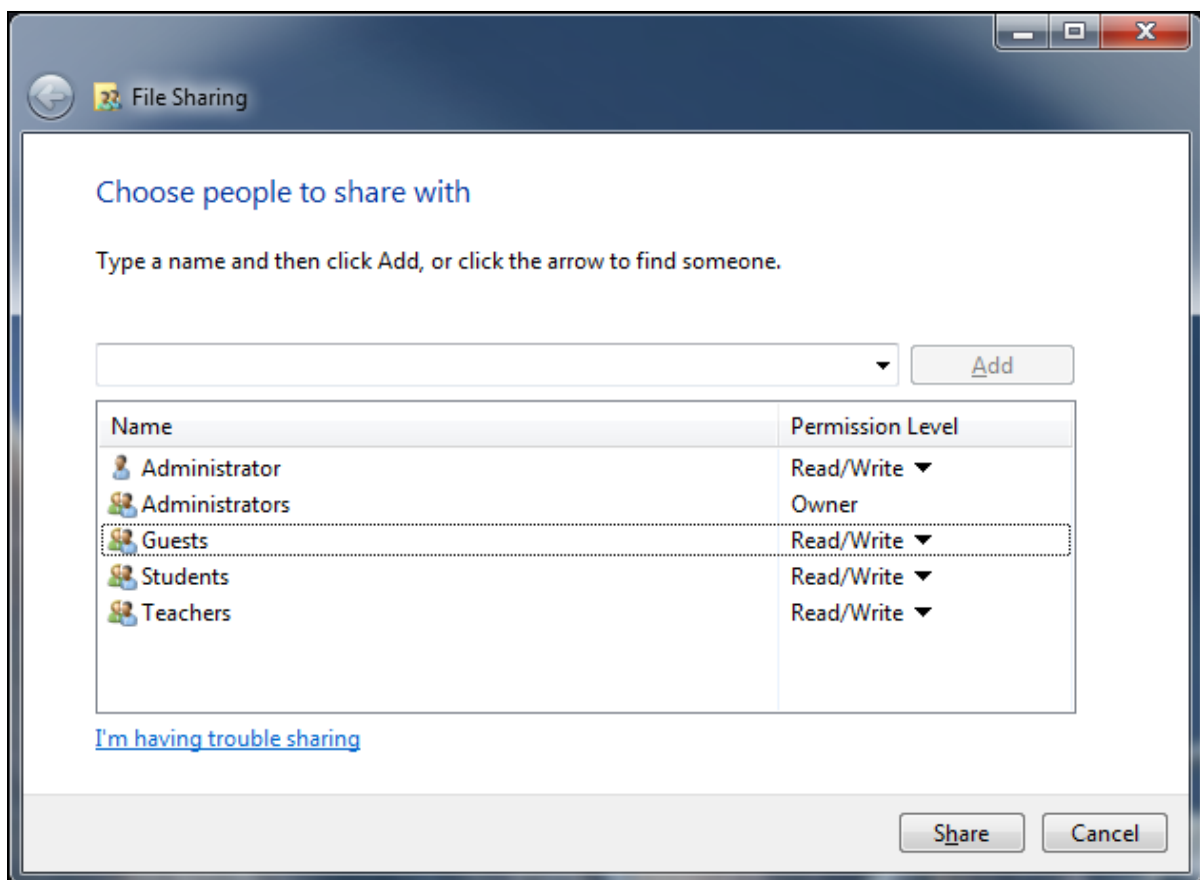 File Sharing
Choose people to share with
Type a name and then click Add, or click the arrow to find someone.
Add
Name Permission Level
Administrator Read/Write
Administrators Owner
Guests Read/Write
Students Read/Write
Teachers Read/Write
I'm having trouble sharing
Share Cancel